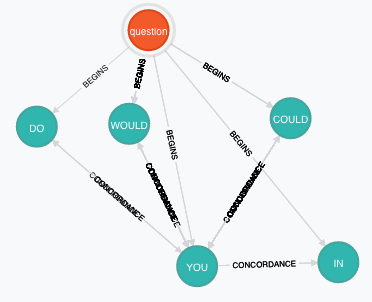 question
BEGINS
BEGINS
BEGINS
DO
WOULD
COULD
BEGINS
BEGINS
CONCORDANCE
CONCORDANCE
CONCORDANCE
YOU
CONCORDANCE
IN